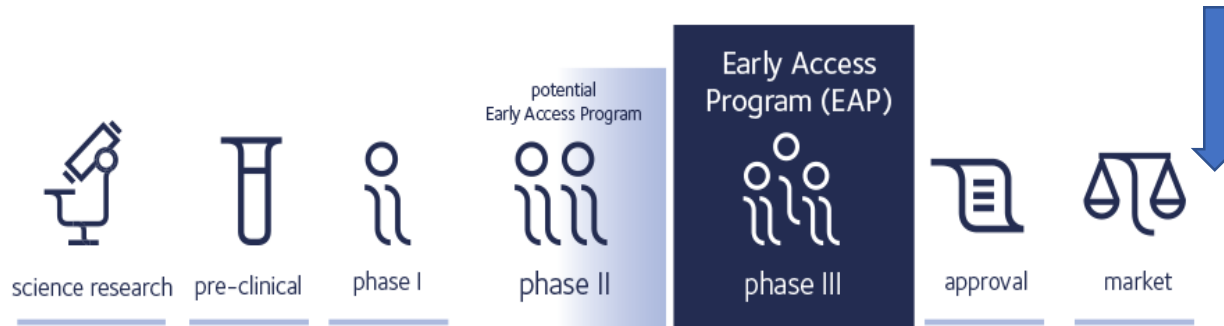 science research
pre-clinical
phase I
potential
Early Access Program
phase II
Early Access
Program (EAP)
phase III
approval
market